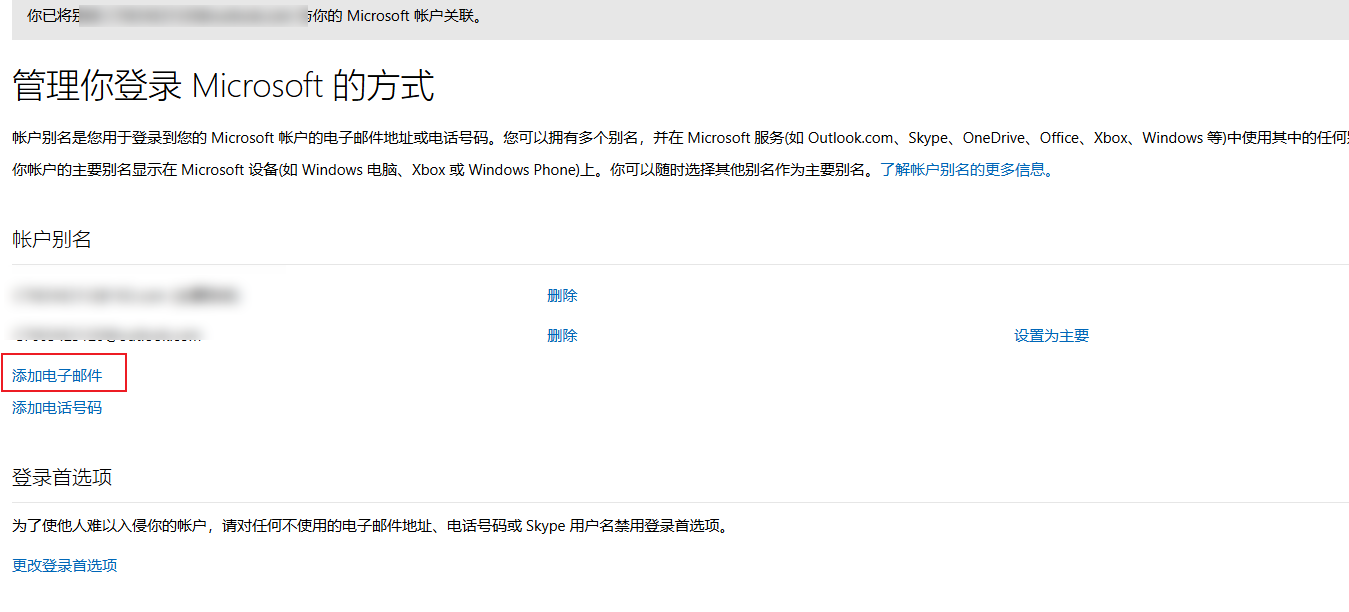 你已将别 与你的 Microsoft 帐户关联。
管理你登录 Microsoft 的方式
帐户别名是您用于登录到您的 Microsoft 帐户的电子邮件地址或电话号码。您可以拥有多个别名，并在 Microsoft 服务(如 Outlook.com、Skype、OneDrive、Office、Xbox、Windows 等)中使用其中的任何
你帐户的主要别名显示在 Microsoft 设备(如 Windows 电脑、Xbox 或 Windows Phone)上。你可以随时选择其他别名作为主要别名。了解帐户别名的更多信息。
帐户别名
删除
删除 设置为主要
添加电子邮件
添加电话号码
登录首选项
为了使他人难以入侵你的帐户，请对任何不使用的电子邮件地址、电话号码或 Skype 用户名禁用登录首选项。
更改登录首选项